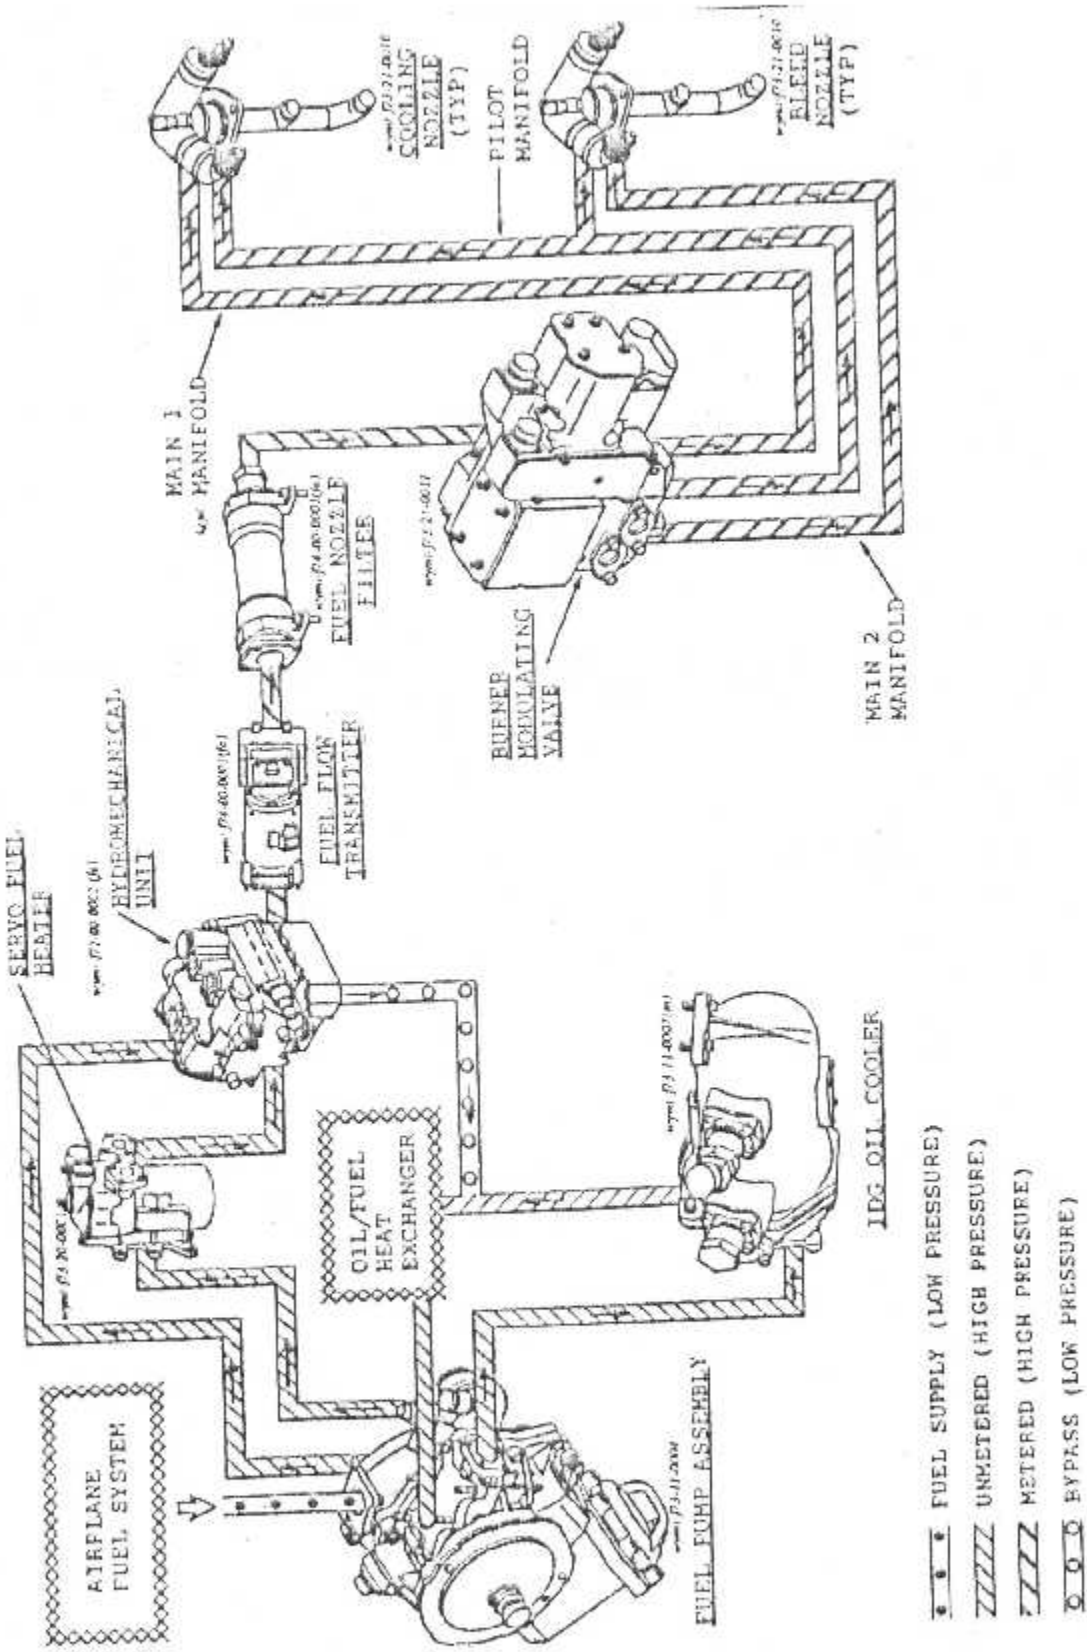 AIRPLANE
FUEL SYSTEM
SERVO FUEL
HEATER
HYDROMECHANICAL
UNIT
OIL/FUEL
HEAT
EXCHANGER
FUEL PUMP ASSEMBLY
IDG OIL COOLER
FUEL FLOW
TRANSMITTER
FUEL NOZZLE
FILTER
MAIN 1
MANIFOLD
BURNER
MODULATING
VALVE
MAIN 2
MANIFOLD
COOLING
NOZZLE
(TYP)
PILOT
MANIFOLD
BLEED
NOZZLE
(TYP)
FUEL SUPPLY (LOW PRESSURE)
UNMETERED (HIGH PRESSURE)
METERED (HIGH PRESSURE)
BYPASS (LOW PRESSURE)